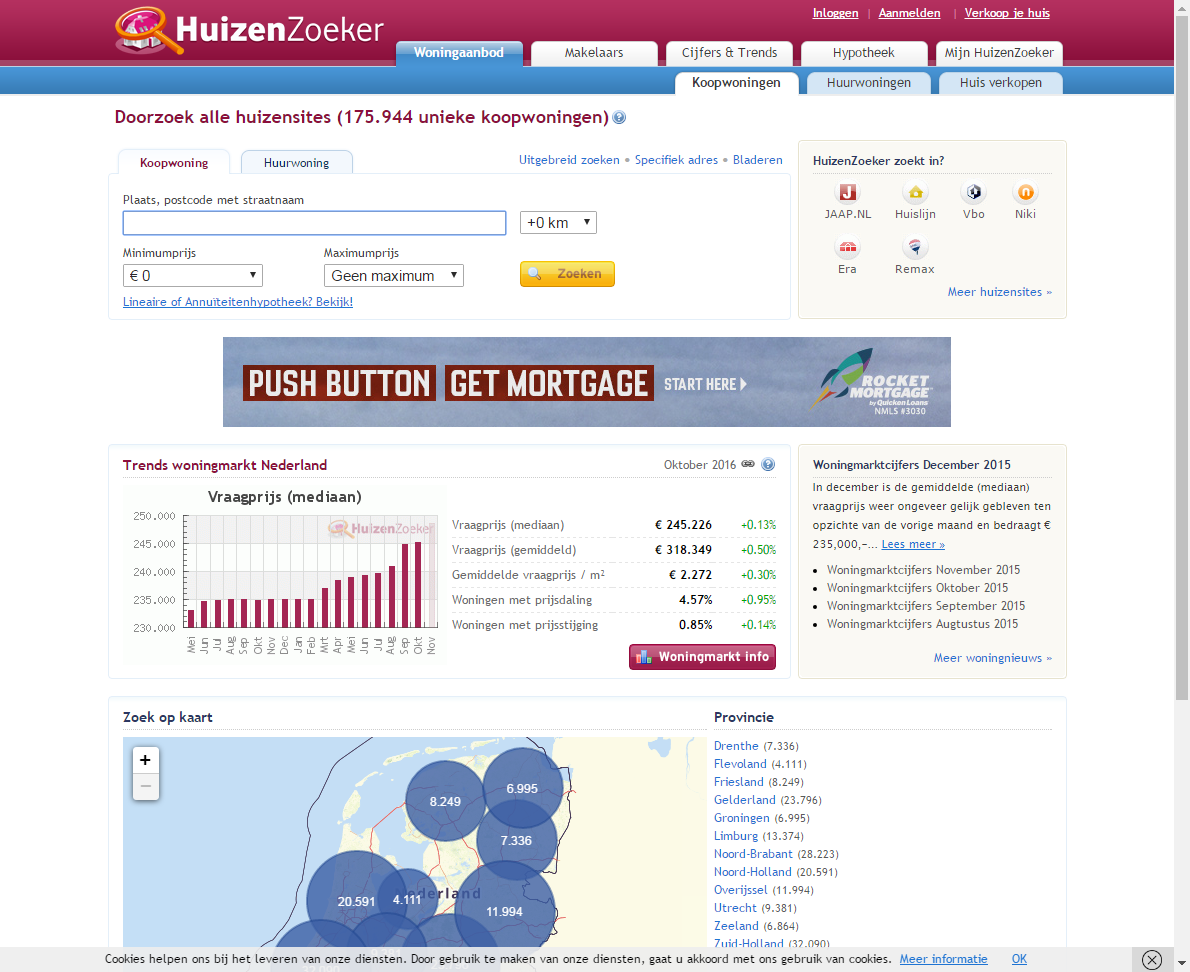 HuizenZoeker
Inloggen | Aanmelden | Verkoop je huis
Woningaanbod Makelaars Cijfers & Trends Hypotheek Mijn HuizenZoeker
Koopwoningen Huurwoningen Huis verkopen
Doorzoek alle huizensites (175.944 unieke koopwoningen)
Koopwoning Huurwoning
Uitgebreid zoeken • Specifiek adres • Bladeren
Plaats, postcode met straatnaam
+0 km
Minimumprijs Maximumprijs
€ 0 Geen maximum Zoeken
Lineaire of Annuïteitenhypotheek? Bekijk!
HuizenZoeker zoekt in?
JAAP.NL Huislijn Vbo Niki
Era Remax
Meer huizensites »
PUSH BUTTON GET MORTGAGE START HERE
ROCKET
MORTGAGE
by Quicken Loans
NMLS #3030
Trends woningmarkt Nederland
Oktober 2016
Vraagprijs (mediaan)
HuizenZoeker
250.000
245.000
240.000
235.000
230.000
Mei Jun Jul Aug Sep Okt Nov Dec Jan Feb Mrt Apr Mei Jun Jul Aug Sep Okt Nov
Vraagprijs (mediaan) € 245.226 +0.13%
Vraagprijs (gemiddeld) € 318.349 +0.50%
Gemiddelde vraagprijs / m² € 2.272 +0.30%
Woningen met prijsdaling 4.57% +0.95%
Woningen met prijsstijging 0.85% +0.14%
Woningmarkt info
Woningmarktcijfers December 2015
In december is de gemiddelde (mediaan)
vraagprijs weer ongeveer gelijk gebleven ten
opzichte van de vorige maand en bedraagt €
235,000,-... Lees meer »
Woningmarktcijfers November 2015
Woningmarktcijfers Oktober 2015
Woningmarktcijfers September 2015
Woningmarktcijfers Augtustus 2015
Meer woningnieuws »
Zoek op kaart
+
−
8.249
6.995
7.336
20.591
4.111
Nederland
11.994
Provincie
Drenthe (7.336)
Flevoland (4.111)
Friesland (8.249)
Gelderland (23.796)
Groningen (6.995)
Limburg (13.374)
Noord-Brabant (28.223)
Noord-Holland (20.591)
Overijssel (11.994)
Utrecht (9.381)
Zeeland (6.864)
Zuid-Holland (32.090)
Cookies helpen ons bij het leveren van onze diensten. Door gebruik te maken van onze diensten, gaat u akkoord met ons gebruik van cookies. Meer informatie OK